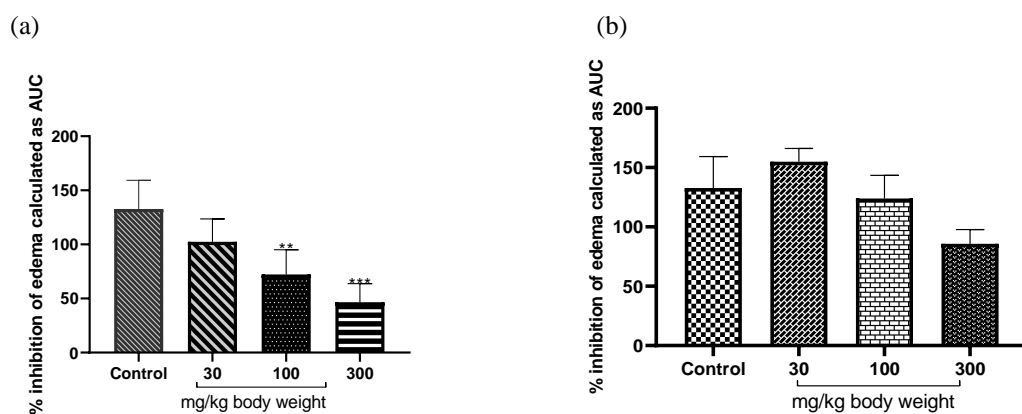 (a)
% inhibition of edema calculated as AUC
200
150
100
50
0
**
***
Control 30 100 300
mg/kg body weight
(b)
% inhibition of edema calculated as AUC
200
150
100
50
0
Control 30 100 300
mg/kg body weight